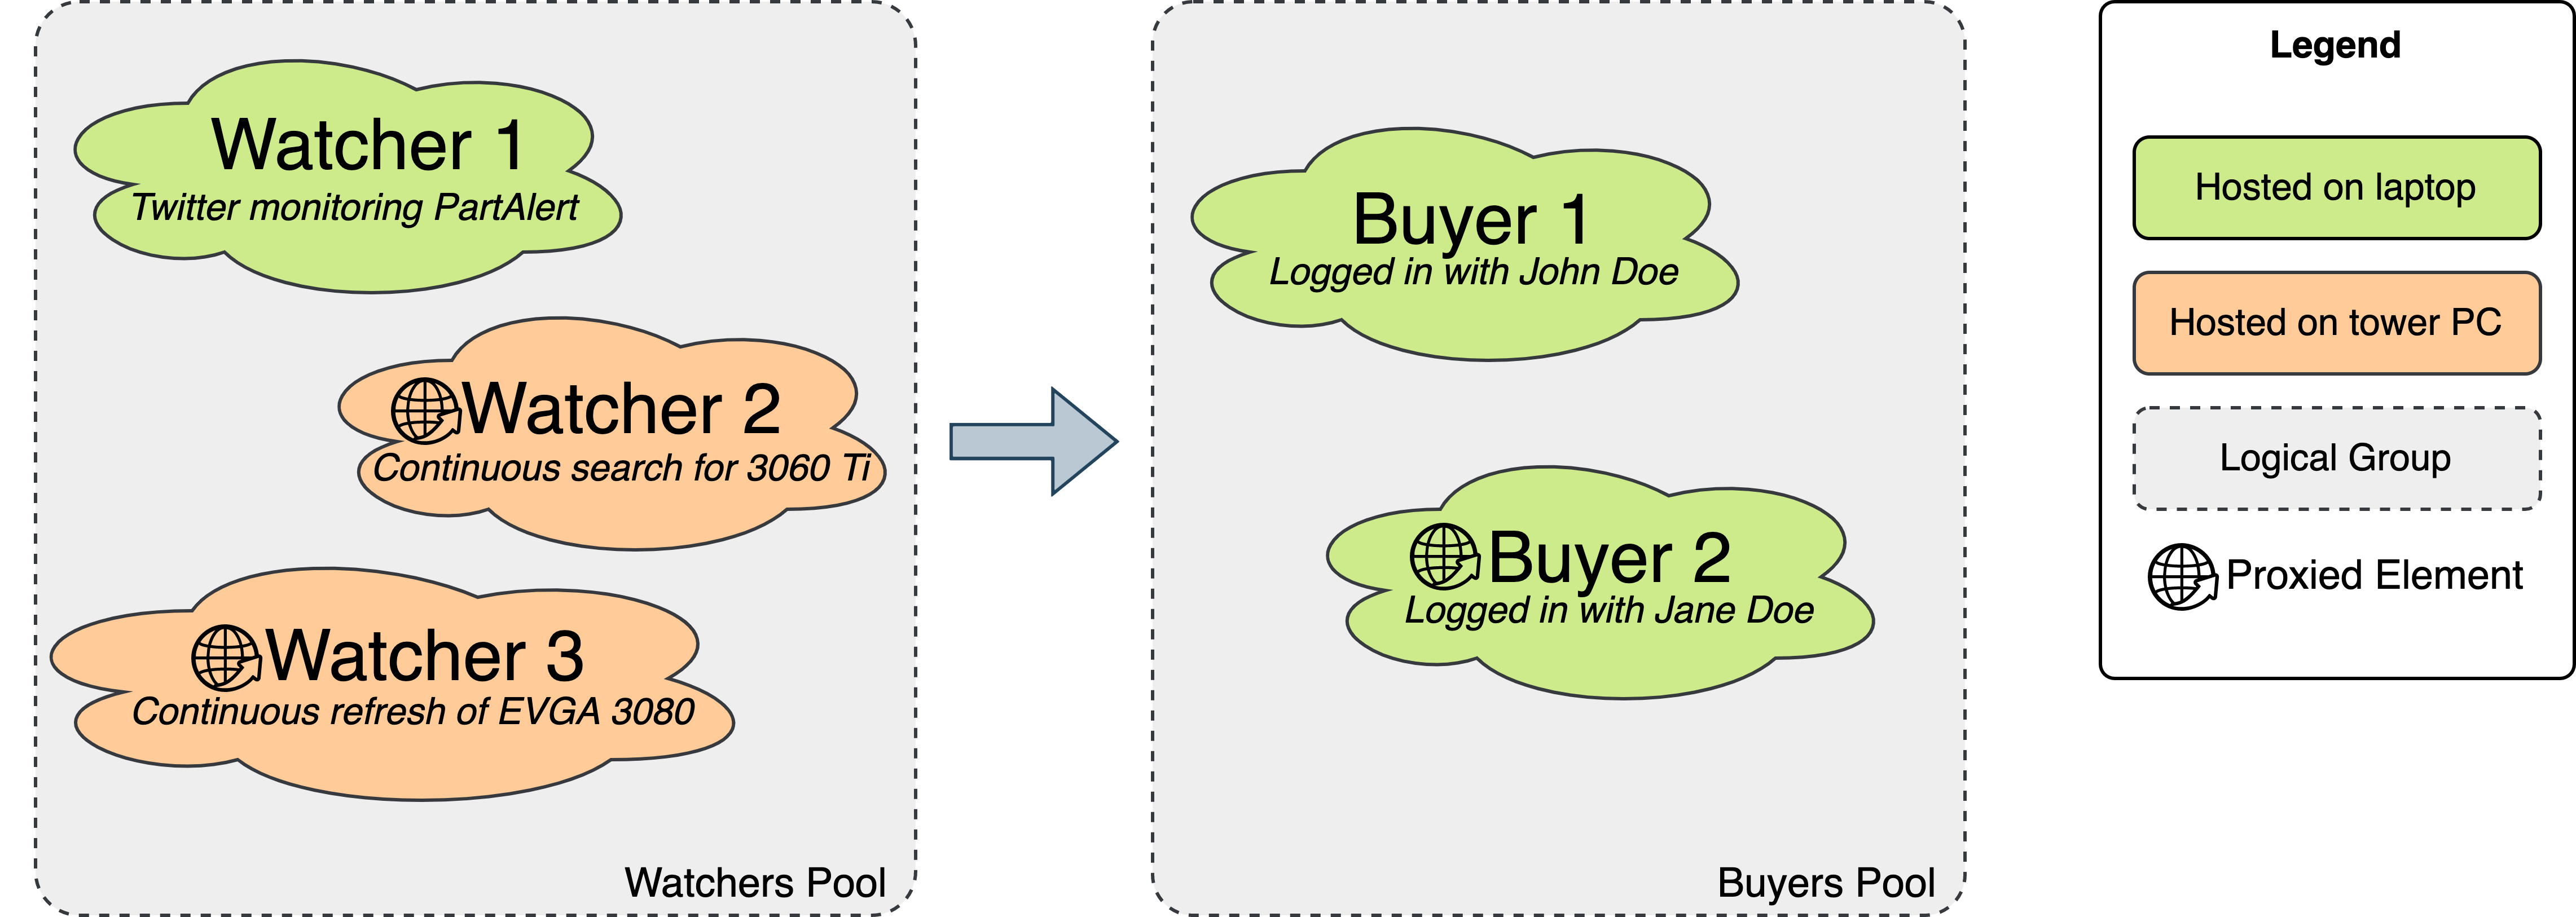 Watcher 1
Twitter monitoring PartAlert
Watcher 2
Continuous search for 3060 Ti
Watcher 3
Continuous refresh of EVGA 3080
Watchers Pool
Buyer 1
Logged in with John Doe
Buyer 2
Logged in with Jane Doe
Buyers Pool
Legend
Hosted on laptop
Hosted on tower PC
Logical Group
Proxied Element